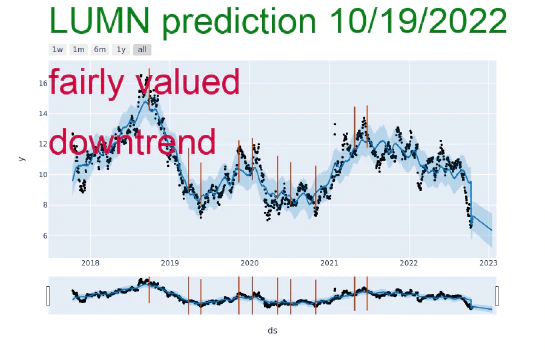 LUMN prediction 10/19/2022
1w 1m 6m 1y all
fairly valued
downtrend
16
14
12
10
8
6
y
2018 2019 2020 2021 2022 2023
ds